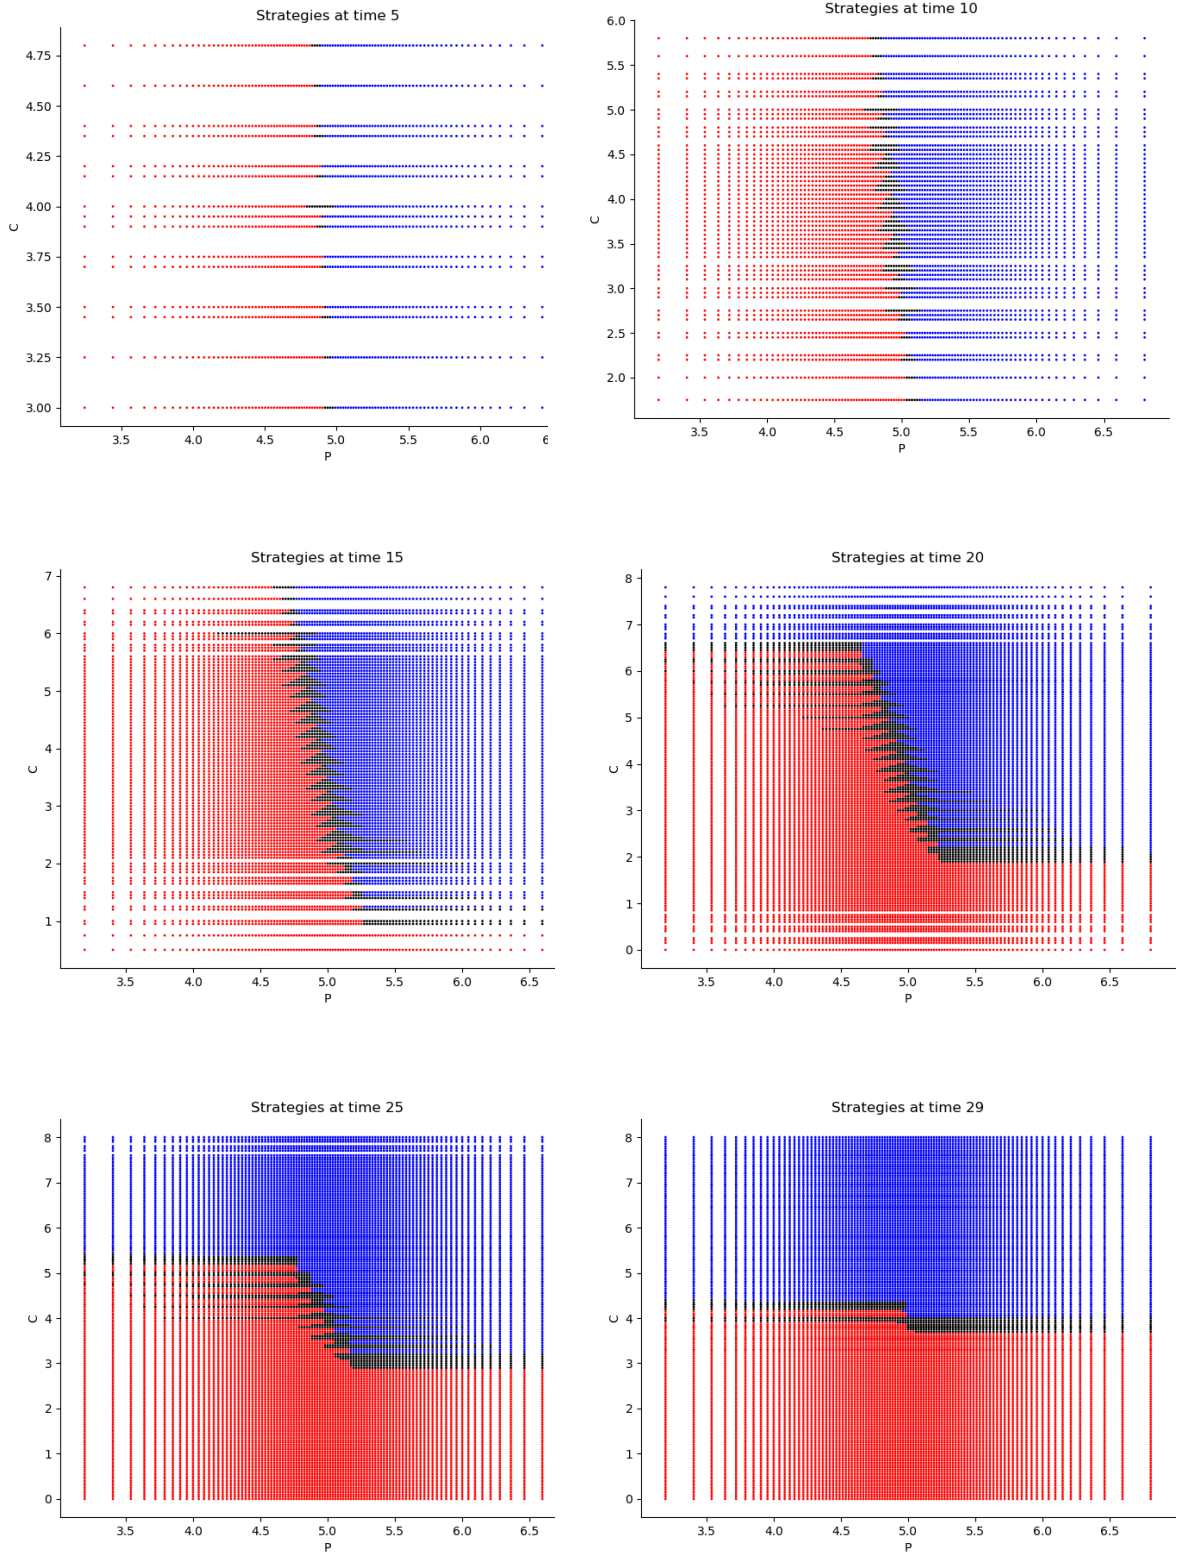 Strategies at time 5
4.75
4.50
4.25
4.00
3.75
3.50
3.25
3.00
C
3.5 4.0 4.5 5.0 5.5 6.0 6
P
Strategies at time 10
6.0
5.5
5.0
4.5
4.0
3.5
3.0
2.5
2.0
C
3.5 4.0 4.5 5.0 5.5 6.0 6.5
P
Strategies at time 15
7
6
5
4
3
2
1
C
3.5 4.0 4.5 5.0 5.5 6.0 6.5
P
Strategies at time 20
8
7
6
5
4
3
2
1
0
C
3.5 4.0 4.5 5.0 5.5 6.0 6.5
P
Strategies at time 25
8
7
6
5
4
3
2
1
0
C
3.5 4.0 4.5 5.0 5.5 6.0 6.5
P
Strategies at time 29
8
7
6
5
4
3
2
1
0
C
3.5 4.0 4.5 5.0 5.5 6.0 6.5
P